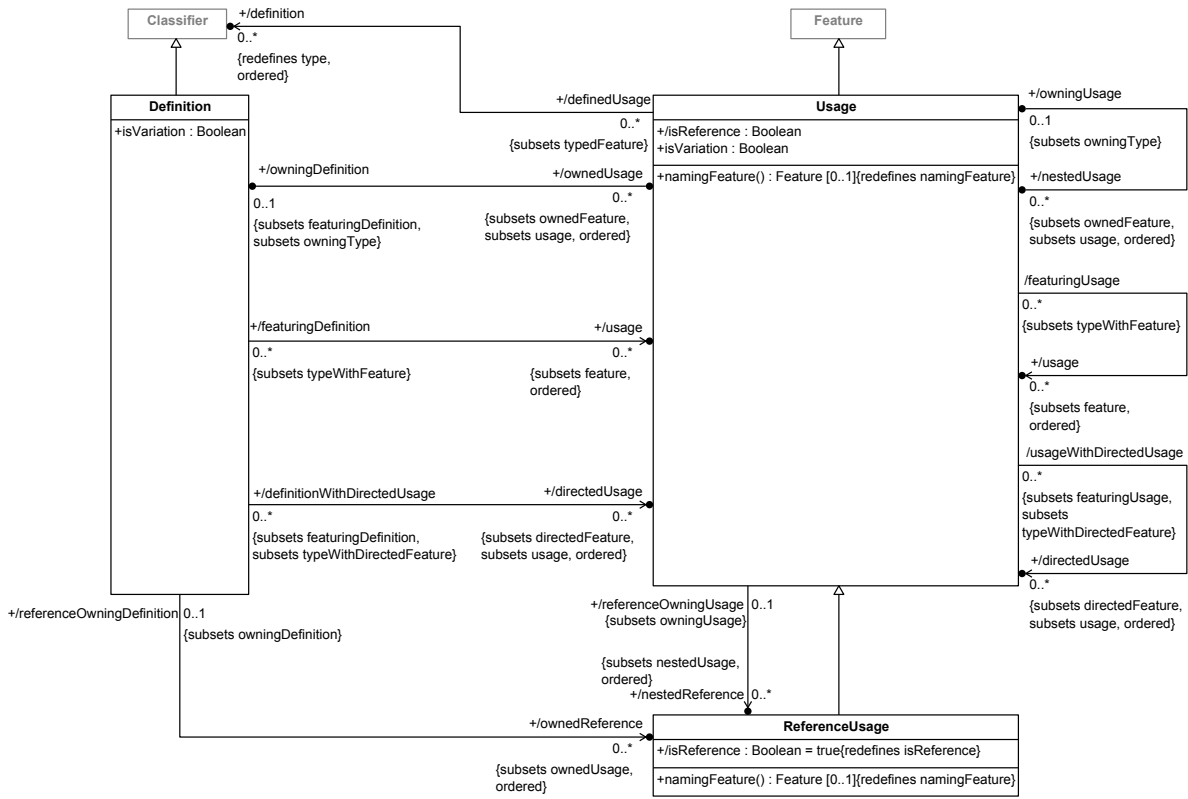 Classifier
+/definition
0..*
{redefines type,
ordered}
Feature
Definition
+isVariation : Boolean
+/definedUsage
0..*
{subsets typedFeature}
Usage
+/isReference : Boolean
+isVariation : Boolean
+namingFeature() : Feature [0..1]{redefines namingFeature}
+/owningUsage
0..1
{subsets owningType}
+/nestedUsage
0..*
{subsets ownedFeature,
subsets usage, ordered}
+/owningDefinition
0..1
{subsets featuringDefinition,
subsets owningType}
+/ownedUsage
0..*
{subsets ownedFeature,
subsets usage, ordered}
/featuringUsage
0..*
{subsets typeWithFeature}
+/usage
0..*
{subsets feature,
ordered}
+/featuringDefinition
0..*
{subsets typeWithFeature}
+/usage
0..*
{subsets feature,
ordered}
/usageWithDirectedUsage
0..*
{subsets featuringUsage,
subsets
typeWithDirectedFeature}
+/directedUsage
0..*
{subsets directedFeature,
subsets usage, ordered}
+/definitionWithDirectedUsage
0..*
{subsets featuringDefinition,
subsets typeWithDirectedFeature}
+/directedUsage
0..*
{subsets directedFeature,
subsets usage, ordered}
+/referenceOwningDefinition
0..1
{subsets owningDefinition}
+/referenceOwningUsage
0..1
{subsets owningUsage}
{subsets nestedUsage,
ordered}
+/nestedReference
0..*
+/ownedReference
0..*
{subsets ownedUsage,
ordered}
ReferenceUsage
+/isReference : Boolean = true{redefines isReference}
+namingFeature() : Feature [0..1]{redefines namingFeature}